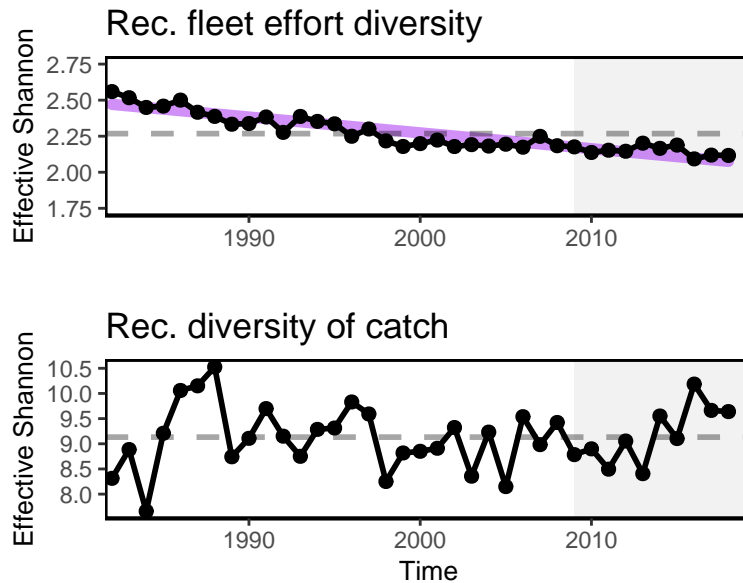 Rec. fleet effort diversity
Effective Shannon
2.75
2.50
2.25
2.00
1.75
1990 2000 2010
Rec. diversity of catch
Effective Shannon
10.5
10.0
9.5
9.0
8.5
8.0
1990 2000 2010
Time